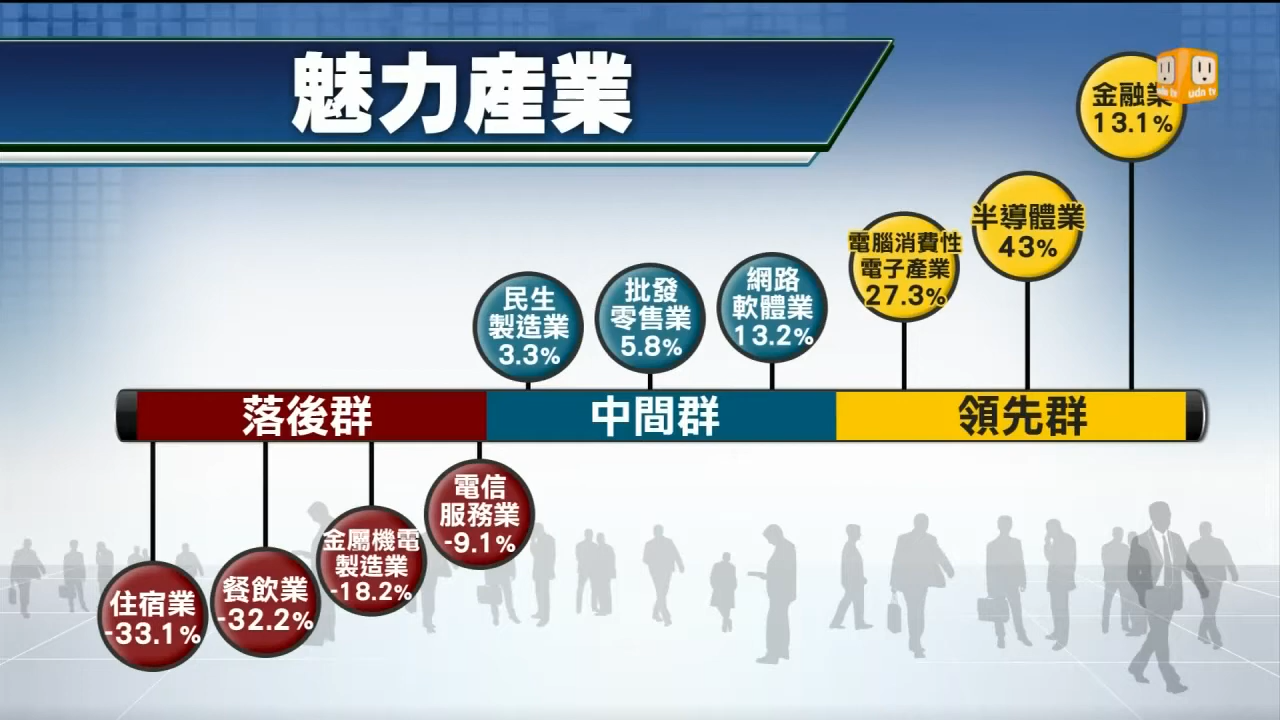 魅力産業
金融業
13.1%
udn tv
半導體業
43%
電腦消費性
電子產業
27.3%
網路
軟體業
13.2%
批發
零售業
5.8%
民生
製造業
3.3%
落後群
中間群
領先群
電信
服務業
-9.1%
金屬機電
製造業
-18.2%
餐飲業
-32.2%
住宿業
-33.1%